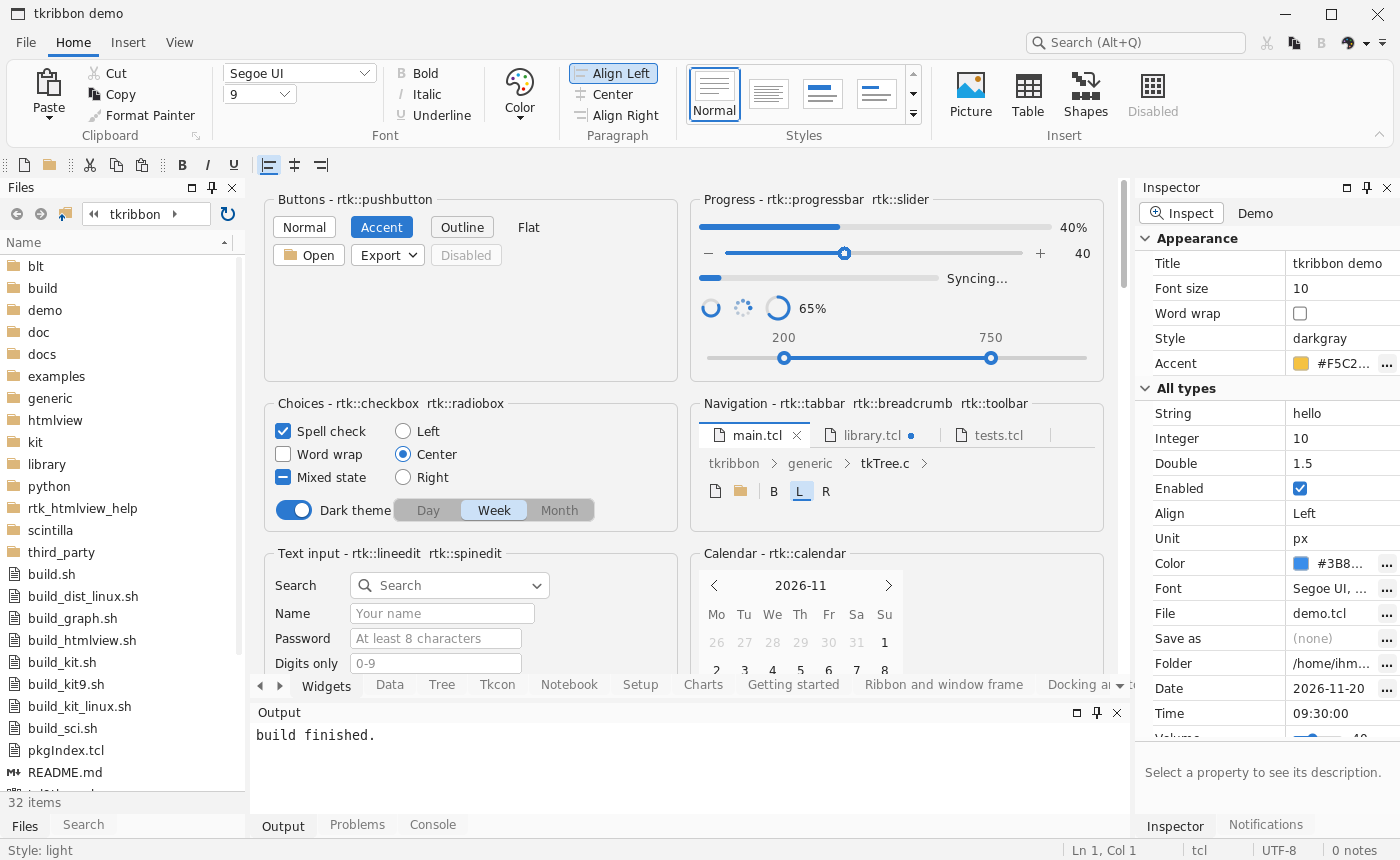 tkribbon demo
File Home Insert View
Search (Alt+Q)
B
Paste
Cut
Copy
Format Painter
Clipboard
Segoe UI
9
Bold
Italic
Underline
Font
Color
Align Left
Center
Align Right
Paragraph
Normal
Styles
Picture
Table
Shapes
Disabled
Insert
B I U
Files
tkribbon
Name
blt
build
demo
doc
docs
examples
generic
htmlview
kit
library
python
rtk_htmlview_help
scintilla
third_party
build.sh
build_dist_linux.sh
build_graph.sh
build_htmlview.sh
build_kit.sh
build_kit9.sh
build_kit_linux.sh
build_sci.sh
pkgIndex.tcl
README.md
32 items
Files Search
Buttons - rtk::pushbutton
Normal Accent Outline Flat
Open Export Disabled
Progress - rtk::progressbar rtk::slider
40%
40
Syncing...
65%
200 750
Choices - rtk::checkbox rtk::radiobox
Spell check Left
Word wrap Center
Mixed state Right
Dark theme Day Week Month
Navigation - rtk::tabbar rtk::breadcrumb rtk::toolbar
main.tcl library.tcl tests.tcl
tkribbon generic tkTree.c
B L R
Text input - rtk::lineedit rtk::spinedit
Search Search
Name Your name
Password At least 8 characters
Digits only 0-9
Calendar - rtk::calendar
2026-11
Mo Tu We Th Fr Sa Su
26 27 28 29 30 31 1
2 3 4 5 6 7 8
Widgets Data Tree Tkcon Notebook Setup Charts Getting started Ribbon and window frame Docking
Output
build finished.
Output Problems Console
Inspector
Inspect Demo
Appearance
Title tkribbon demo
Font size 10
Word wrap
Style darkgray
Accent #F5C2...
All types
String hello
Integer 10
Double 1.5
Enabled
Align Left
Unit px
Color #3B8...
Font Segoe UI, ...
File demo.tcl
Save as (none)
Folder /home/ihm...
Date 2026-11-20
Time 09:30:00
Volume 40
Select a property to see its description.
Inspector Notifications
Style: light
Ln 1, Col 1 tcl UTF-8 0 notes